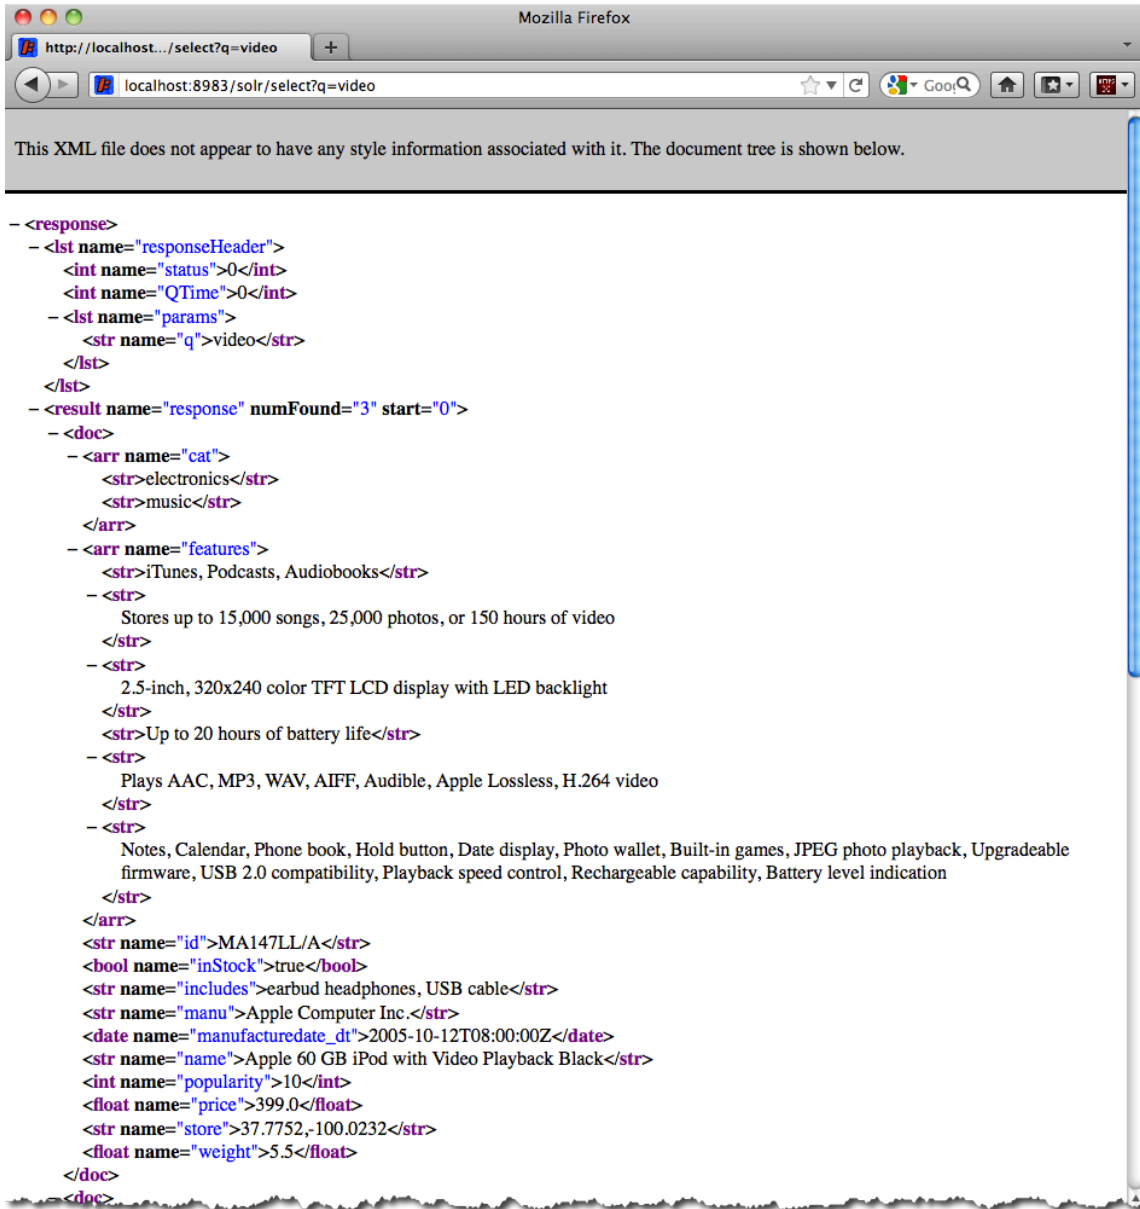 Mozilla Firefox
http://localhost.../select?q=video
localhost:8983/solr/select?q=video
This XML file does not appear to have any style information associated with it. The document tree is shown below.
– <response>
– <lst name="responseHeader">
<int name="status">0</int>
<int name="QTime">0</int>
– <lst name="params">
<str name="q">video</str>
</lst>
</lst>
– <result name="response" numFound="3" start="0">
– <doc>
– <arr name="cat">
<str>electronics</str>
<str>music</str>
</arr>
– <arr name="features">
<str>iTunes, Podcasts, Audiobooks</str>
– <str>
Stores up to 15,000 songs, 25,000 photos, or 150 hours of video
</str>
– <str>
2.5-inch, 320x240 color TFT LCD display with LED backlight
</str>
<str>Up to 20 hours of battery life</str>
– <str>
Plays AAC, MP3, WAV, AIFF, Audible, Apple Lossless, H.264 video
</str>
– <str>
Notes, Calendar, Phone book, Hold button, Date display, Photo wallet, Built-in games, JPEG photo playback, Upgradeable
firmware, USB 2.0 compatibility, Playback speed control, Rechargeable capability, Battery level indication
</str>
</arr>
<str name="id">MA147LL/A</str>
<bool name="inStock">true</bool>
<str name="includes">earbud headphones, USB cable</str>
<str name="manu">Apple Computer Inc.</str>
<date name="manufacturedate_dt">2005-10-12T08:00:00Z</date>
<str name="name">Apple 60 GB iPod with Video Playback Black</str>
<int name="popularity">10</int>
<float name="price">399.0</float>
<str name="store">37.7752,-100.0232</str>
<float name="weight">5.5</float>
</doc>
– <doc>